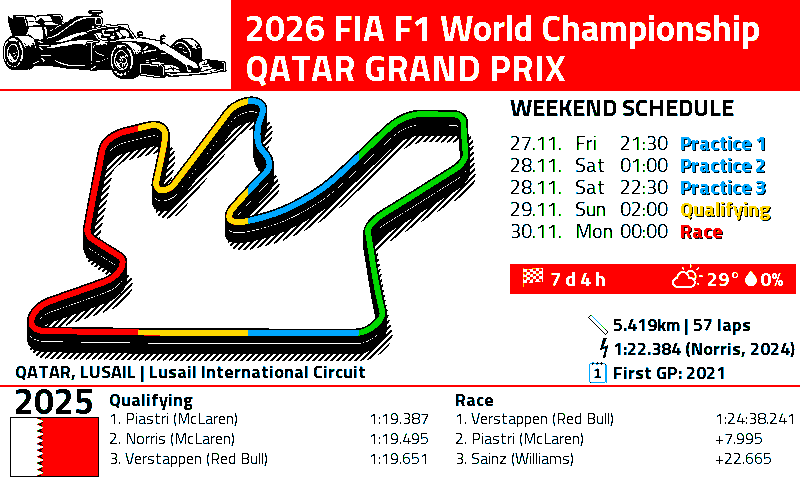 2026 FIA F1 World Championship
QATAR GRAND PRIX
WEEKEND SCHEDULE
27.11. Fri 21:30 Practice 1
28.11. Sat 01:00 Practice 2
28.11. Sat 22:30 Practice 3
29.11. Sun 02:00 Qualifying
30.11. Mon 00:00 Race
7 d 4 h 29° 0%
5.419km | 57 laps
1:22.384 (Norris, 2024)
1 First GP: 2021
QATAR, LUSAIL | Lusail International Circuit
2025
Qualifying
1. Piastri (McLaren) 1:19.387
2. Norris (McLaren) 1:19.495
3. Verstappen (Red Bull) 1:19.651
Race
1. Verstappen (Red Bull) 1:24:38.241
2. Piastri (McLaren) +7.995
3. Sainz (Williams) +22.665